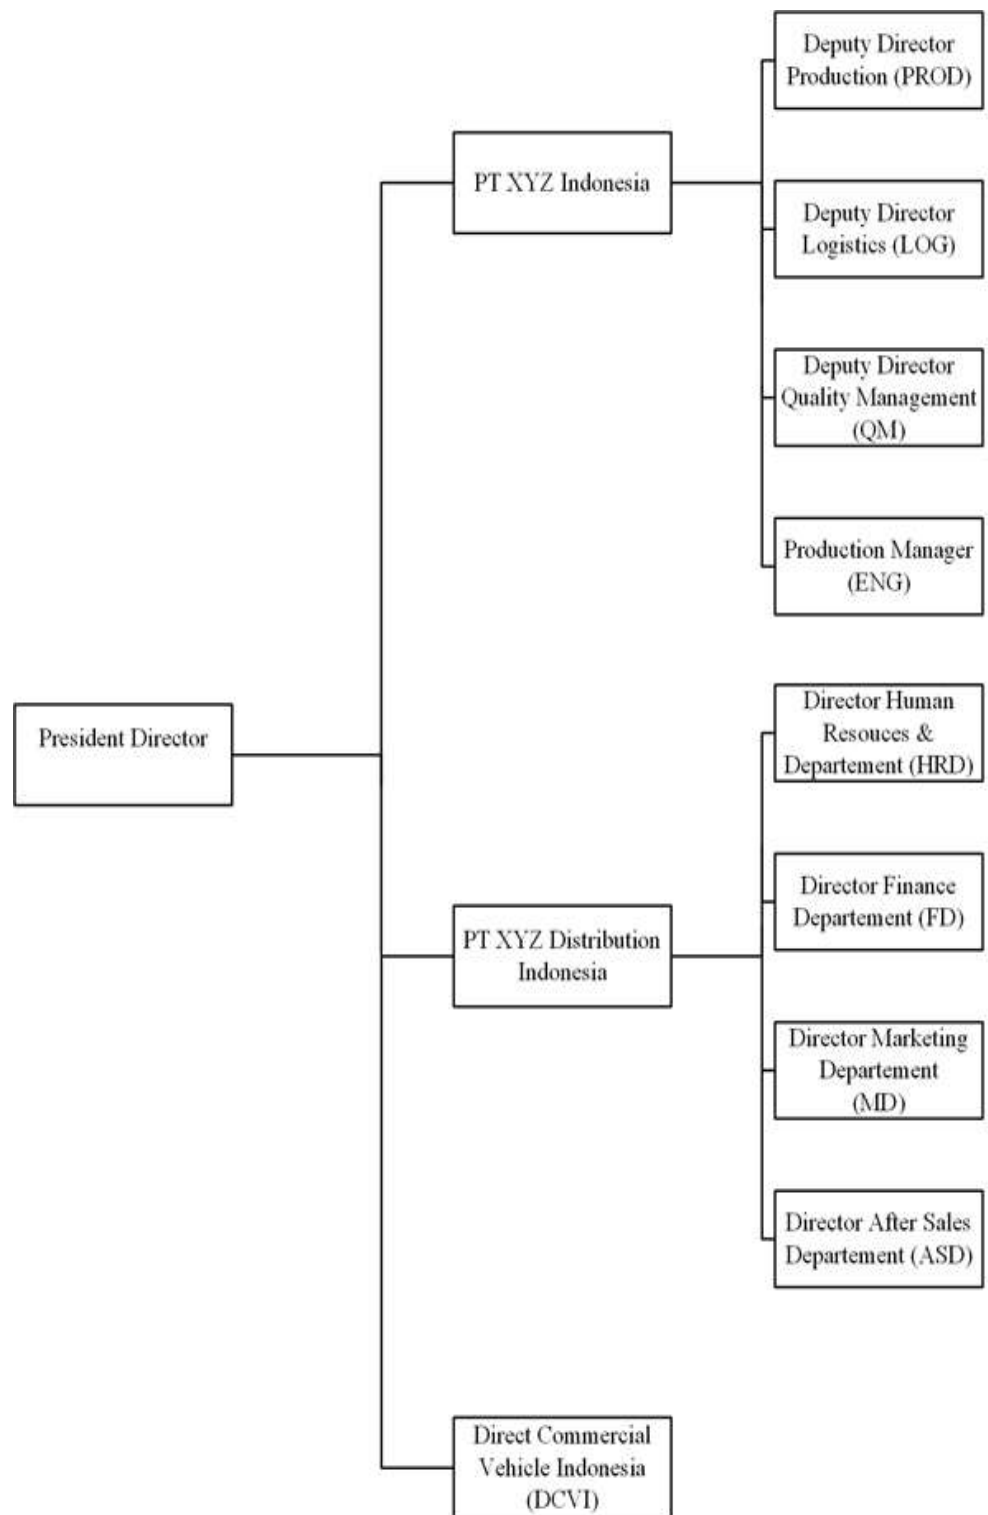 President Director
PT XYZ Indonesia
Deputy Director
Production (PROD)
Deputy Director
Logistics (LOG)
Deputy Director
Quality Management
(QM)
Production Manager
(ENG)
PT XYZ Distribution
Indonesia
Director Human
Resouces &
Departement (HRD)
Director Finance
Departement (FD)
Director Marketing
Departement
(MD)
Director After Sales
Departement (ASD)
Direct Commercial
Vehicle Indonesia
(DCVI)